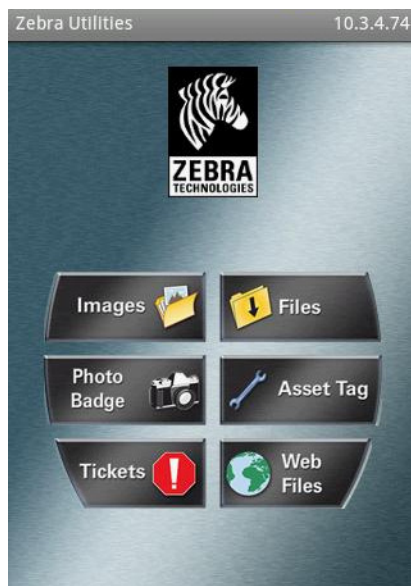 Zebra Utilities 10.3.4.74
ZEBRA
TECHNOLOGIES
Images
Files
Photo
Badge
Asset Tag
Tickets
Web
Files